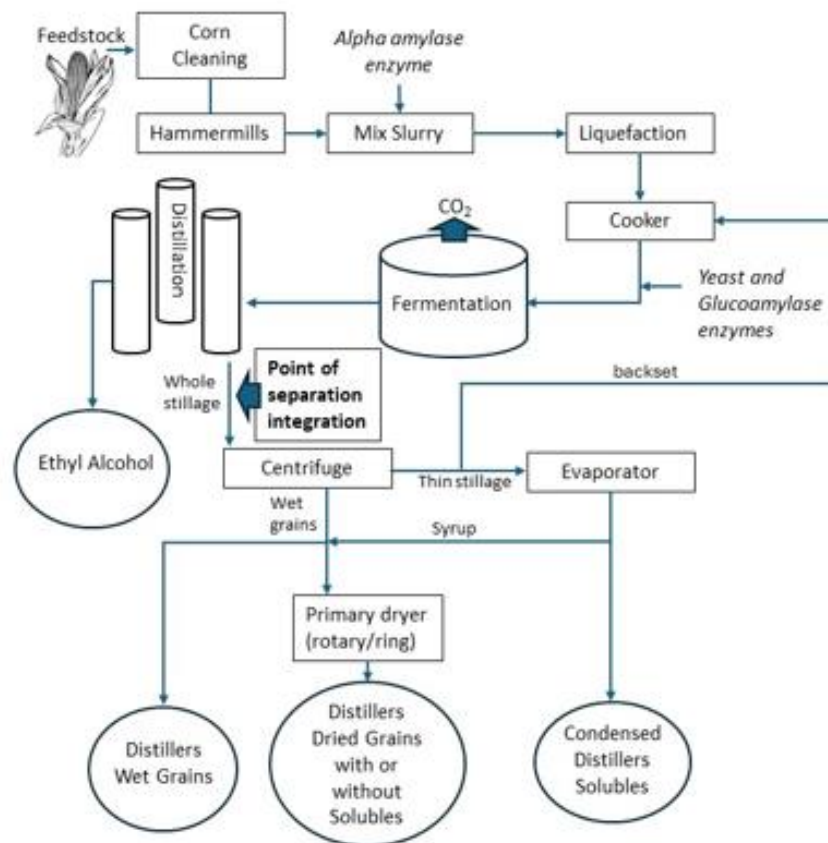 Feedstock
Corn
Cleaning
Alpha amylase
enzyme
Hammermills
Mix Slurry
Liquefaction
Cooker
CO₂
Distillation
Fermentation
Yeast and
Glucoamylase
enzymes
Whole
stillage
Point of
separation
integration
backset
Ethyl Alcohol
Centrifuge
Thin stillage
Evaporator
Wet
grains
Syrup
Primary dryer
(rotary/ring)
Distillers
Wet Grains
Distillers
Dried Grains
with or
without
Solubles
Condensed
Distillers
Solubles